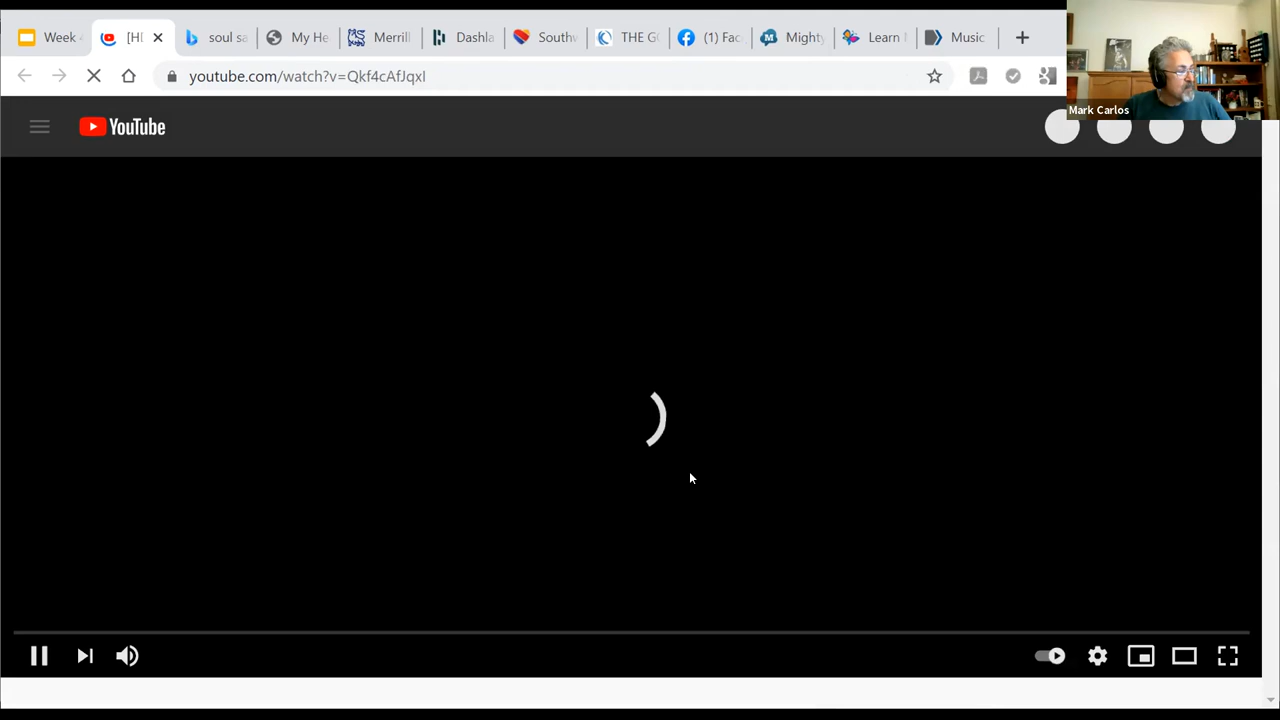 Week
[H(
soul sa
My He
Merrill
Dashla
Southw
THE G(
(1) Fac
Mighty
Learn
Music
youtube.com/watch?v=Qkf4cAfJqxI
Mark Carlos
YouTube